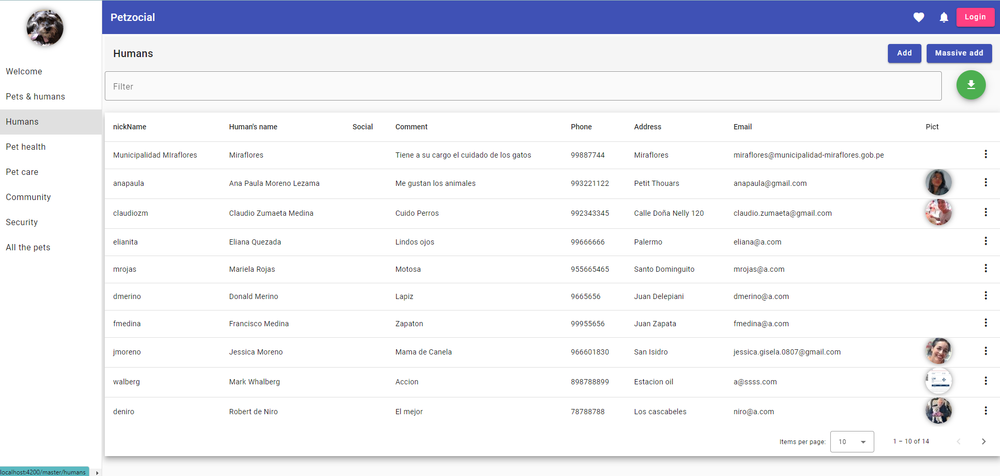 Petzocial
Login
Welcome
Pets & humans
Humans
Pet health
Pet care
Community
Security
All the pets
Humans
Add Massive add
Filter
nickName Human's name Social Comment Phone Address Email Pict
Municipalidad MIraflores Miraflores Tiene a su cargo el cuidado de los gatos 99887744 Miraflores miraflores@municipalidad-miraflores.gob.pe
anapaula Ana Paula Moreno Lezama Me gustan los animales 993221122 Petit Thouars anapaula@gmail.com
claudiozm Claudio Zumaeta Medina Cuido Perros 992343345 Calle Doña Nelly 120 claudio.zumaeta@gmail.com
elianita Eliana Quezada Lindos ojos 99666666 Palermo eliana@a.com
mrojas Mariela Rojas Motosa 955665465 Santo Dominguito mrojas@a.com
dmerino Donald Merino Lapiz 9665656 Juan Delepiani dmerino@a.com
fmedina Francisco Medina Zapaton 99955656 Juan Zapata fmedina@a.com
jmoreno Jessica Moreno Mama de Canela 966601830 San Isidro jessica.gisela.0807@gmail.com
walberg Mark Whalberg Accion 898788899 Estacion oil a@ssss.com
deniro Robert de Niro El mejor 78788788 Los cascabeles niro@a.com
Items per page: 10 1 – 10 of 14
localhost:4200/master/humans